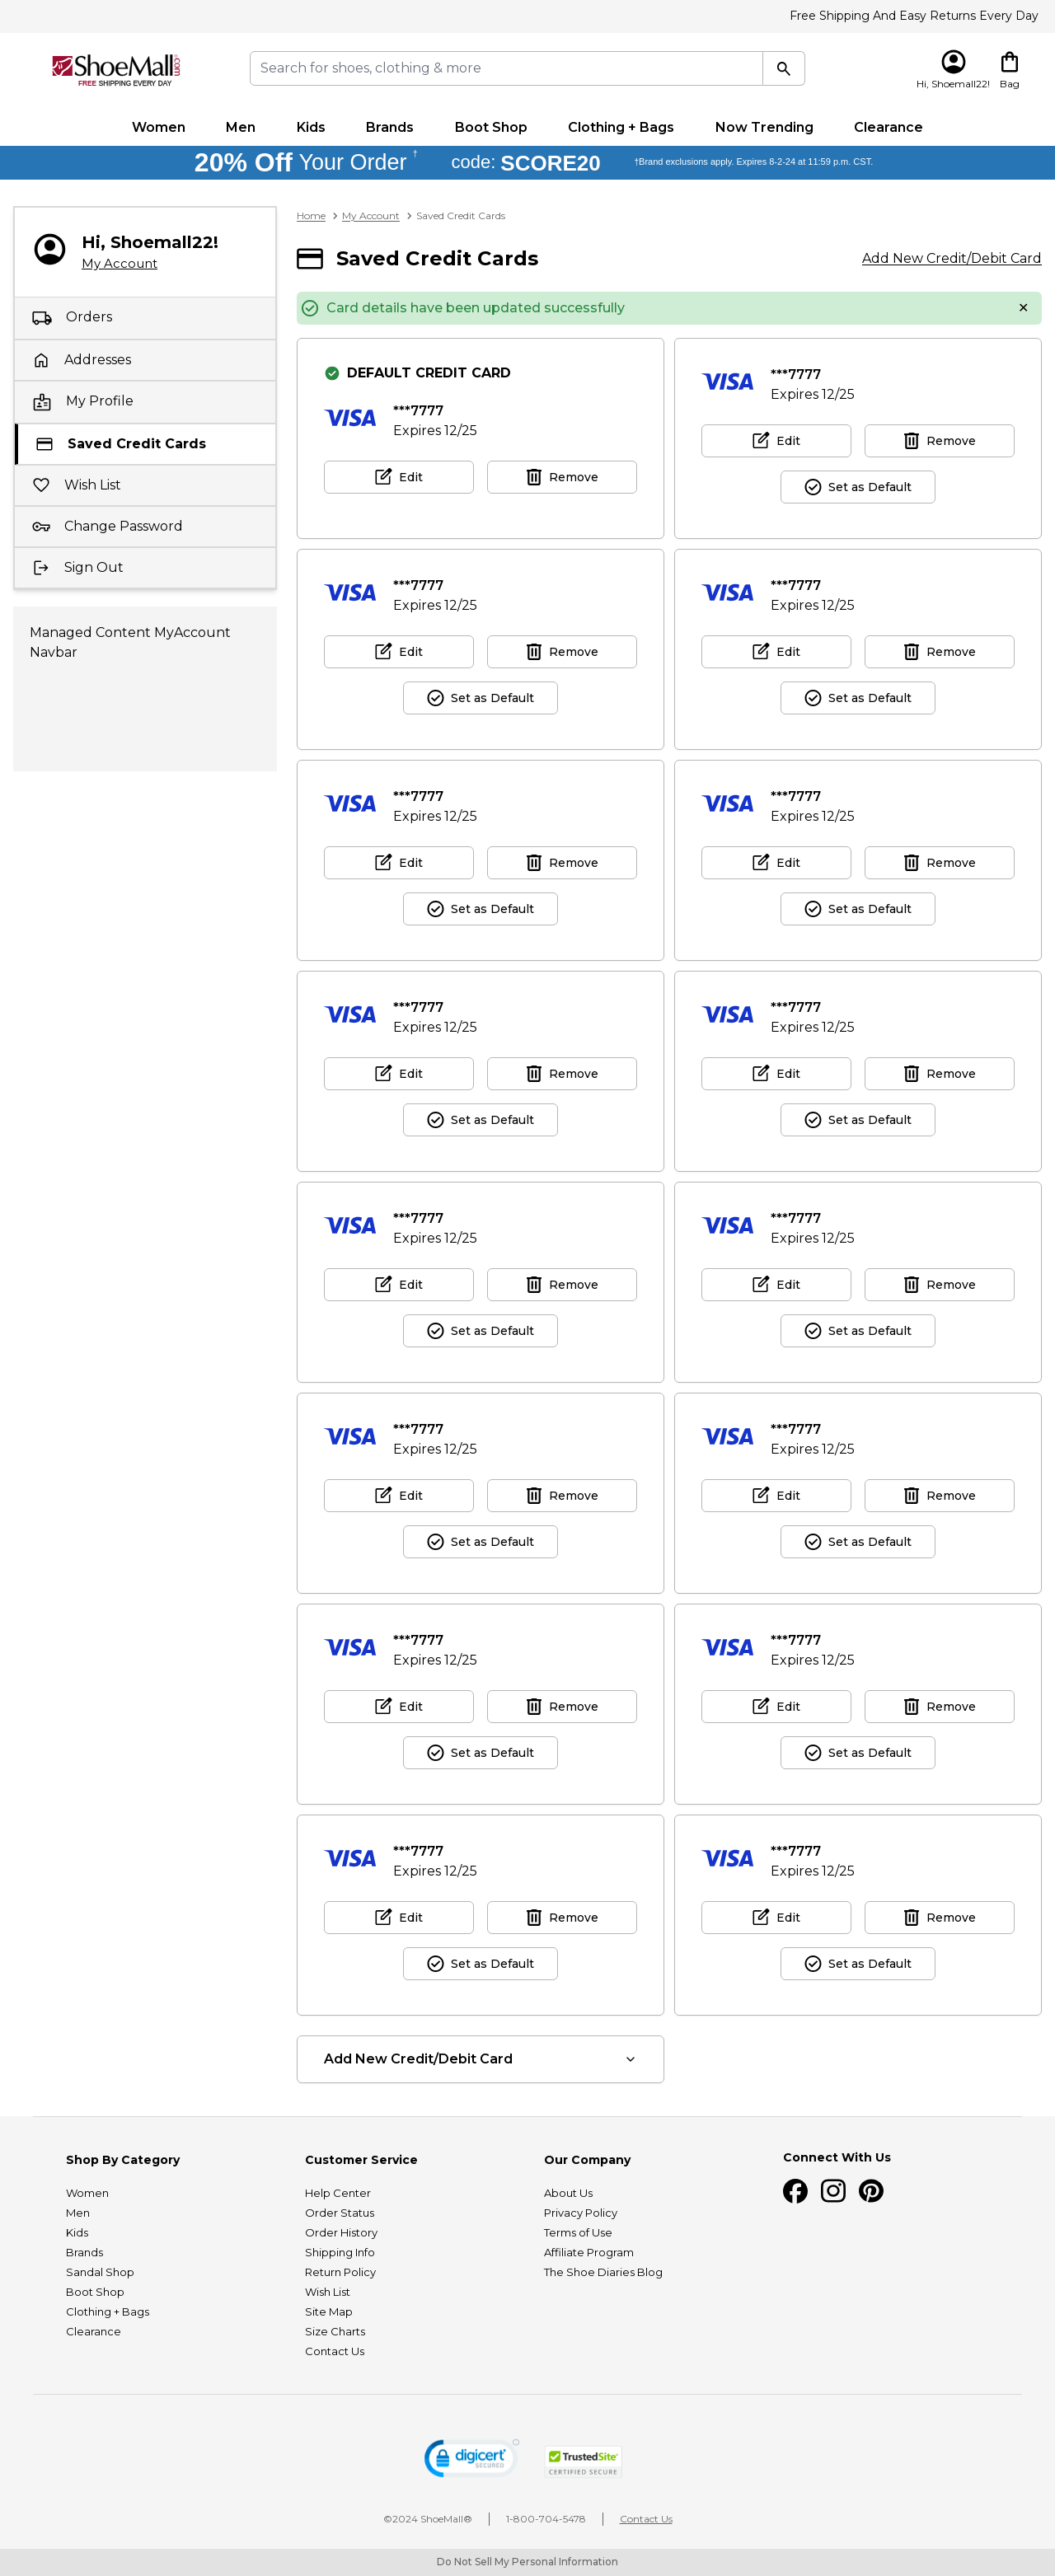 Free Shipping And Easy Returns Every Day
ShoeMall.com
FREE SHIPPING EVERY DAY
Search for shoes, clothing & more
Hi, Shoemall22!
Bag
Women Men Kids Brands Boot Shop Clothing + Bags Now Trending Clearance
20% Off Your Order † code: SCORE20 †Brand exclusions apply. Expires 8-2-24 at 11:59 p.m. CST.
Hi, Shoemall22!
My Account
Orders
Addresses
My Profile
Saved Credit Cards
Wish List
Change Password
Sign Out
Managed Content MyAccount
Navbar
Home > My Account > Saved Credit Cards
Saved Credit Cards
Add New Credit/Debit Card
Card details have been updated successfully
DEFAULT CREDIT CARD
VISA ***7777
Expires 12/25
Edit Remove
VISA ***7777
Expires 12/25
Edit Remove
Set as Default
VISA ***7777
Expires 12/25
Edit Remove
Set as Default
VISA ***7777
Expires 12/25
Edit Remove
Set as Default
VISA ***7777
Expires 12/25
Edit Remove
Set as Default
VISA ***7777
Expires 12/25
Edit Remove
Set as Default
VISA ***7777
Expires 12/25
Edit Remove
Set as Default
VISA ***7777
Expires 12/25
Edit Remove
Set as Default
VISA ***7777
Expires 12/25
Edit Remove
Set as Default
VISA ***7777
Expires 12/25
Edit Remove
Set as Default
VISA ***7777
Expires 12/25
Edit Remove
Set as Default
VISA ***7777
Expires 12/25
Edit Remove
Set as Default
VISA ***7777
Expires 12/25
Edit Remove
Set as Default
VISA ***7777
Expires 12/25
Edit Remove
Set as Default
VISA ***7777
Expires 12/25
Edit Remove
Set as Default
VISA ***7777
Expires 12/25
Edit Remove
Set as Default
Add New Credit/Debit Card
Shop By Category
Women
Men
Kids
Brands
Sandal Shop
Boot Shop
Clothing + Bags
Clearance
Customer Service
Help Center
Order Status
Order History
Shipping Info
Return Policy
Wish List
Site Map
Size Charts
Contact Us
Our Company
About Us
Privacy Policy
Terms of Use
Affiliate Program
The Shoe Diaries Blog
Connect With Us
digicert
SECURED
TrustedSite
CERTIFIED SECURE
©2024 ShoeMall® 1-800-704-5478 Contact Us
Do Not Sell My Personal Information